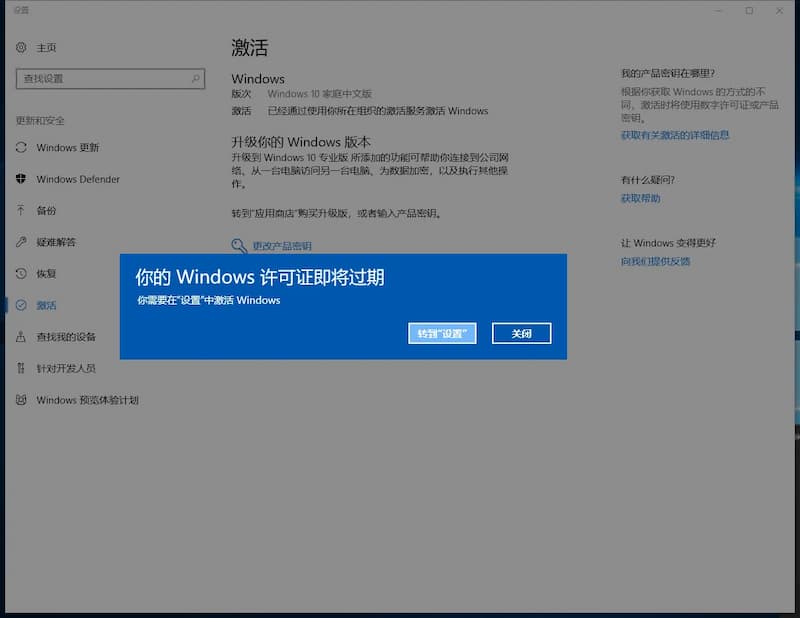 设置
主页
查找设置
更新和安全
Windows 更新
Windows Defender
备份
疑难解答
恢复
激活
查找我的设备
针对开发人员
Windows 预览体验计划
激活
Windows
版次 Windows 10 家庭中文版
激活 已经通过使用你所在组织的激活服务激活 Windows
升级你的 Windows 版本
升级到 Windows 10 专业版 所添加的功能可帮助你连接到公司网
络、从一台电脑访问另一台电脑、为数据加密，以及执行其他操
作。
转到“应用商店”购买升级版，或者输入产品密钥。
更改产品密钥
你的 Windows 许可证即将过期
你需要在“设置”中激活 Windows
转到“设置”
关闭
我的产品密钥在哪里?
根据你获取 Windows 的方式的不
同，激活时将使用数字许可证或产品
密钥。
获取有关激活的详细信息
有什么疑问?
获取帮助
让 Windows 变得更好
向我们提供反馈